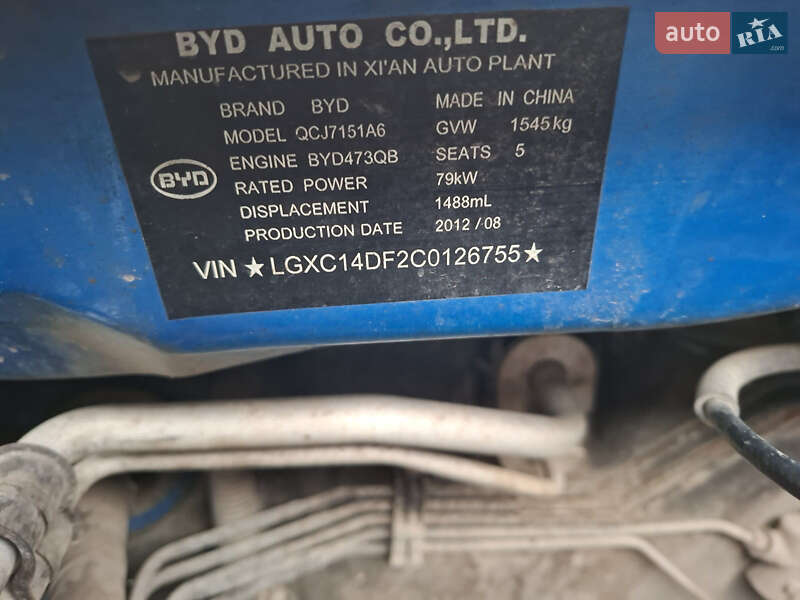 BYD AUTO CO.,LTD.
MANUFACTURED IN XI'AN AUTO PLANT
BRAND BYD MADE IN CHINA
MODEL QCJ7151A6 GVW 1545kg
ENGINE BYD473QB SEATS 5
RATED POWER 79kW
DISPLACEMENT 1488mL
PRODUCTION DATE 2012/08
VIN ★LGXC14DF2C0126755★
BYD
auto RIA